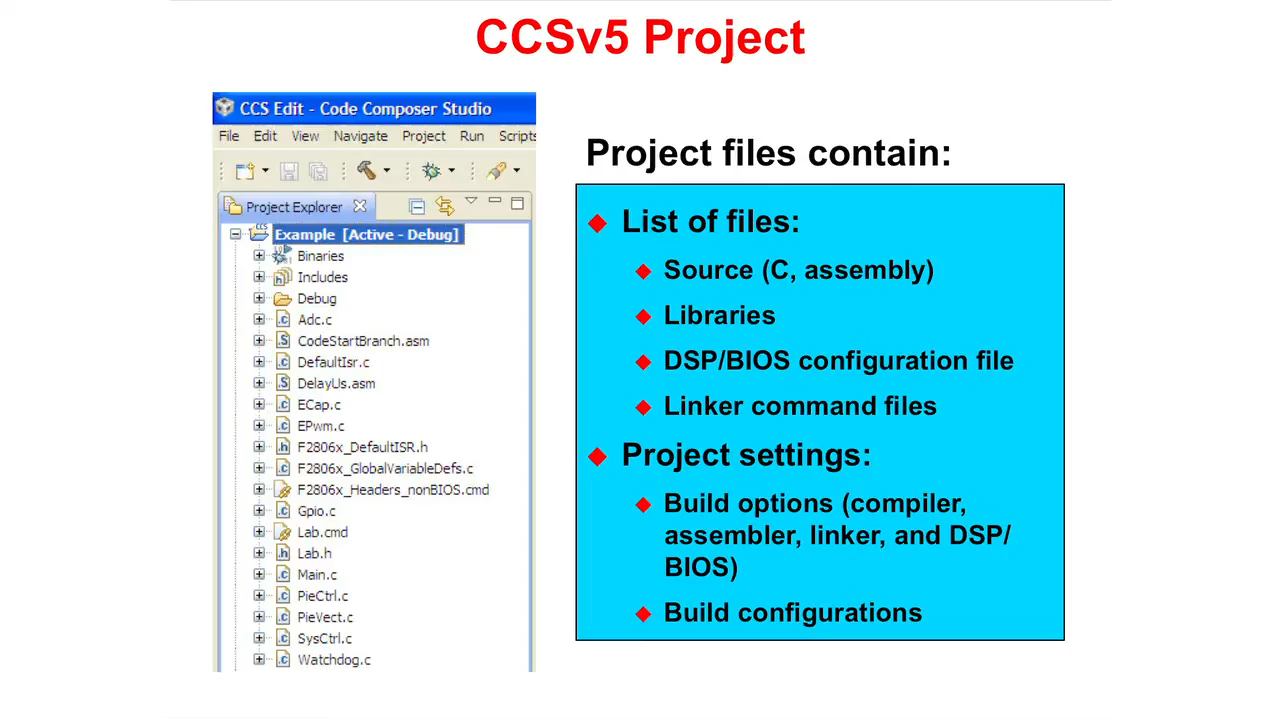 CCSv5 Project
CCS Edit - Code Composer Studio
File Edit View Navigate Project Run Scripts
Project Explorer
Example [Active - Debug]
Binaries
Includes
Debug
Adc.c
CodeStartBranch.asm
DefaultIsr.c
DelayUs.asm
ECap.c
EPwm.c
F2806x_DefaultISR.h
F2806x_GlobalVariableDefs.c
F2806x_Headers_nonBIOS.cmd
Gpio.c
Lab.cmd
Lab.h
Main.c
PieCtrl.c
PieVect.c
SysCtrl.c
Watchdog.c
Project files contain:
List of files:
Source (C, assembly)
Libraries
DSP/BIOS configuration file
Linker command files
Project settings:
Build options (compiler,
assembler, linker, and DSP/
BIOS)
Build configurations